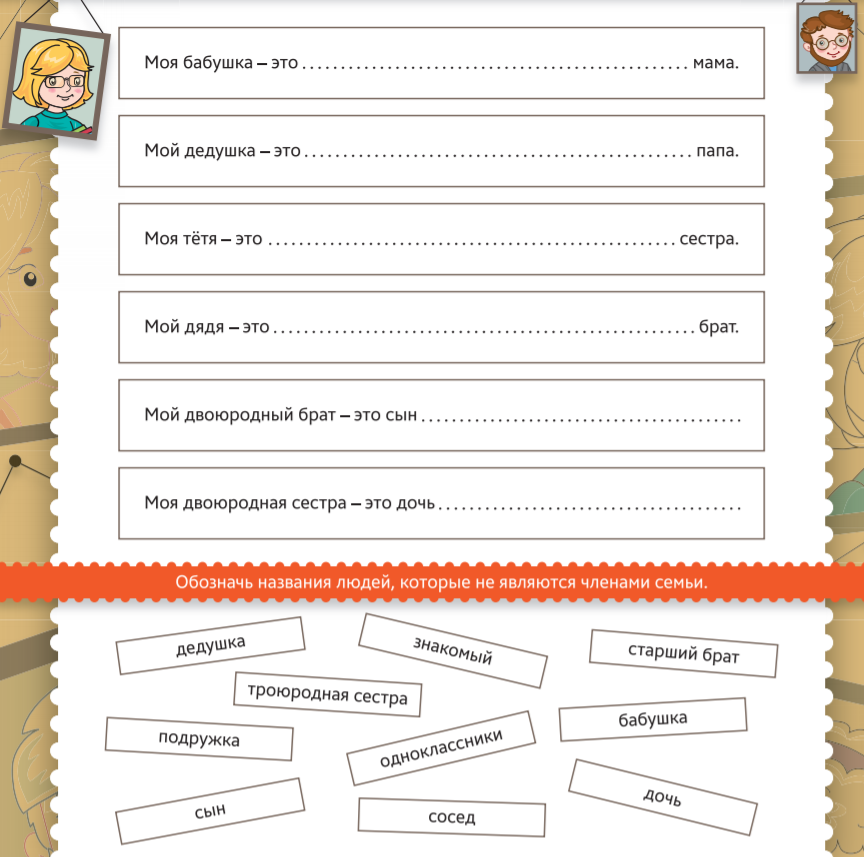 Моя бабушка – это ........................................................ мама.
Мой дедушка – это ........................................................ папа.
Моя тётя – это ........................................................ сестра.
Мой дядя – это ........................................................ брат.
Мой двоюродный брат – это сын ........................................................
Моя двоюродная сестра – это дочь ........................................................
Обозначь названия людей, которые не являются членами семьи.
дедушка
знакомый
старший брат
троюродная сестра
бабушка
подружка
одноклассники
дочь
сын
сосед